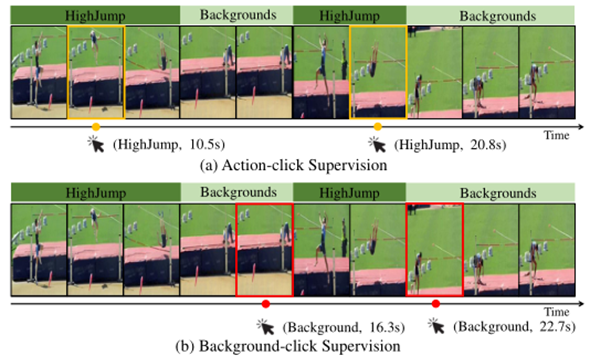 HighJump Backgrounds HighJump Backgrounds
Time
(HighJump, 10.5s) (HighJump, 20.8s)
(a) Action-click Supervision
HighJump Backgrounds HighJump Backgrounds
Time
(Background, 16.3s) (Background, 22.7s)
(b) Background-click Supervision